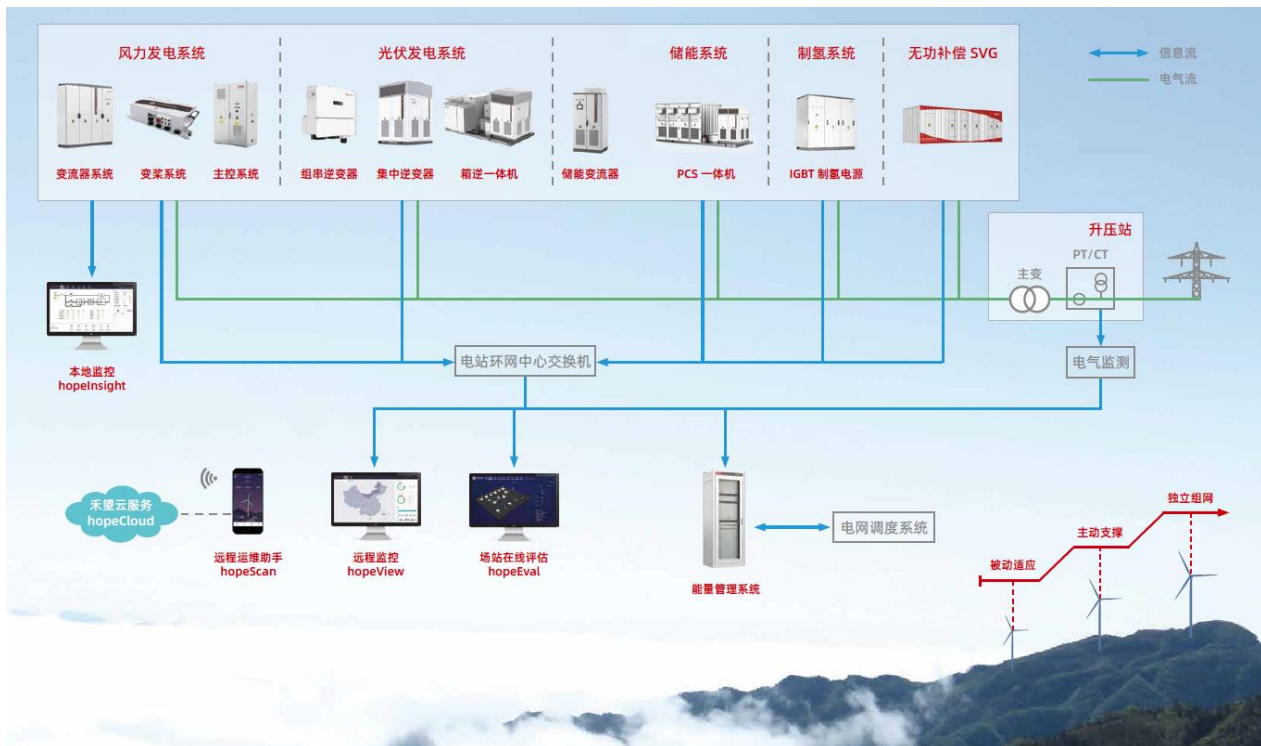 风力发电系统
光伏发电系统
储能系统
制氢系统
无功补偿 SVG
信息流
电气流
变流器系统
变桨系统
主控系统
组串逆变器
集中逆变器
箱逆一体机
储能变流器
PCS 一体机
IGBT 制氢电源
升压站
PT/CT
主变
本地监控
hopeInsight
电站环网中心交换机
电气监测
禾望云服务
hopeCloud
远程运维助手
hopeScan
远程监控
hopeView
场站在线评估
hopeEval
能量管理系统
电网调度系统
独立组网
主动支撑
被动适应